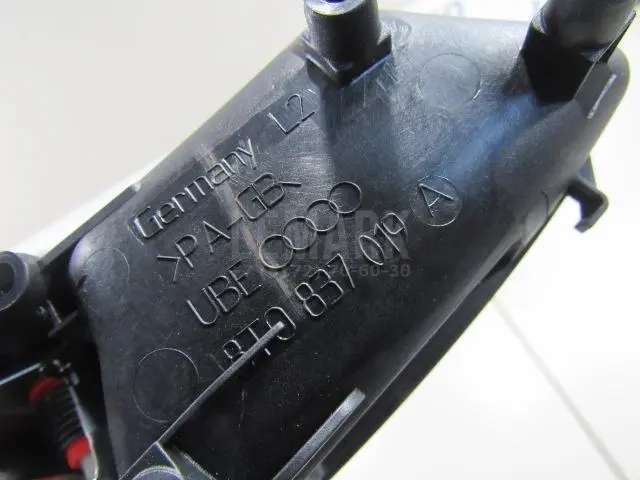 Germany L2
>PA-GB<
UBE
8T0 837 019 A